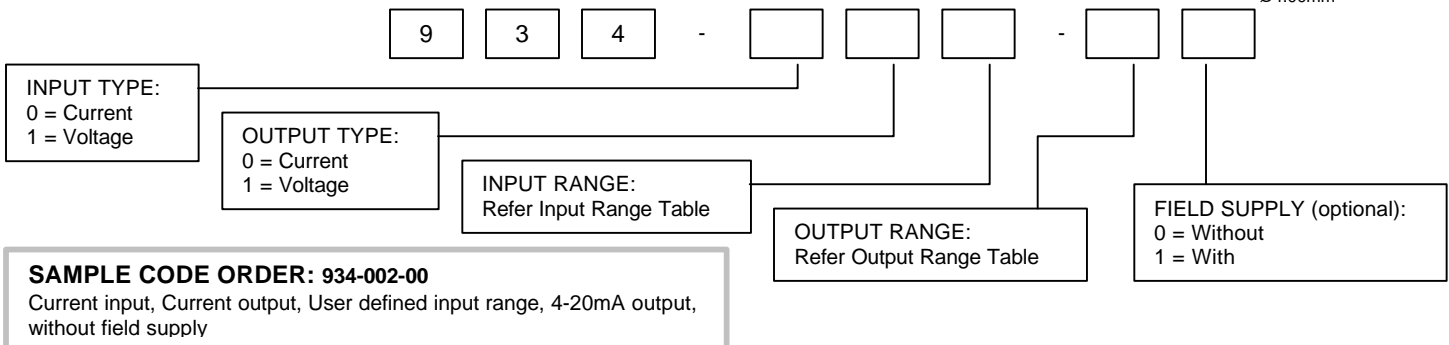 9 3 4 - -
INPUT TYPE:
0 = Current
1 = Voltage
OUTPUT TYPE:
0 = Current
1 = Voltage
INPUT RANGE:
Refer Input Range Table
OUTPUT RANGE:
Refer Output Range Table
FIELD SUPPLY (optional):
0 = Without
1 = With
SAMPLE CODE ORDER: 934-002-00
Current input, Current output, User defined input range, 4-20mA output,
without field supply